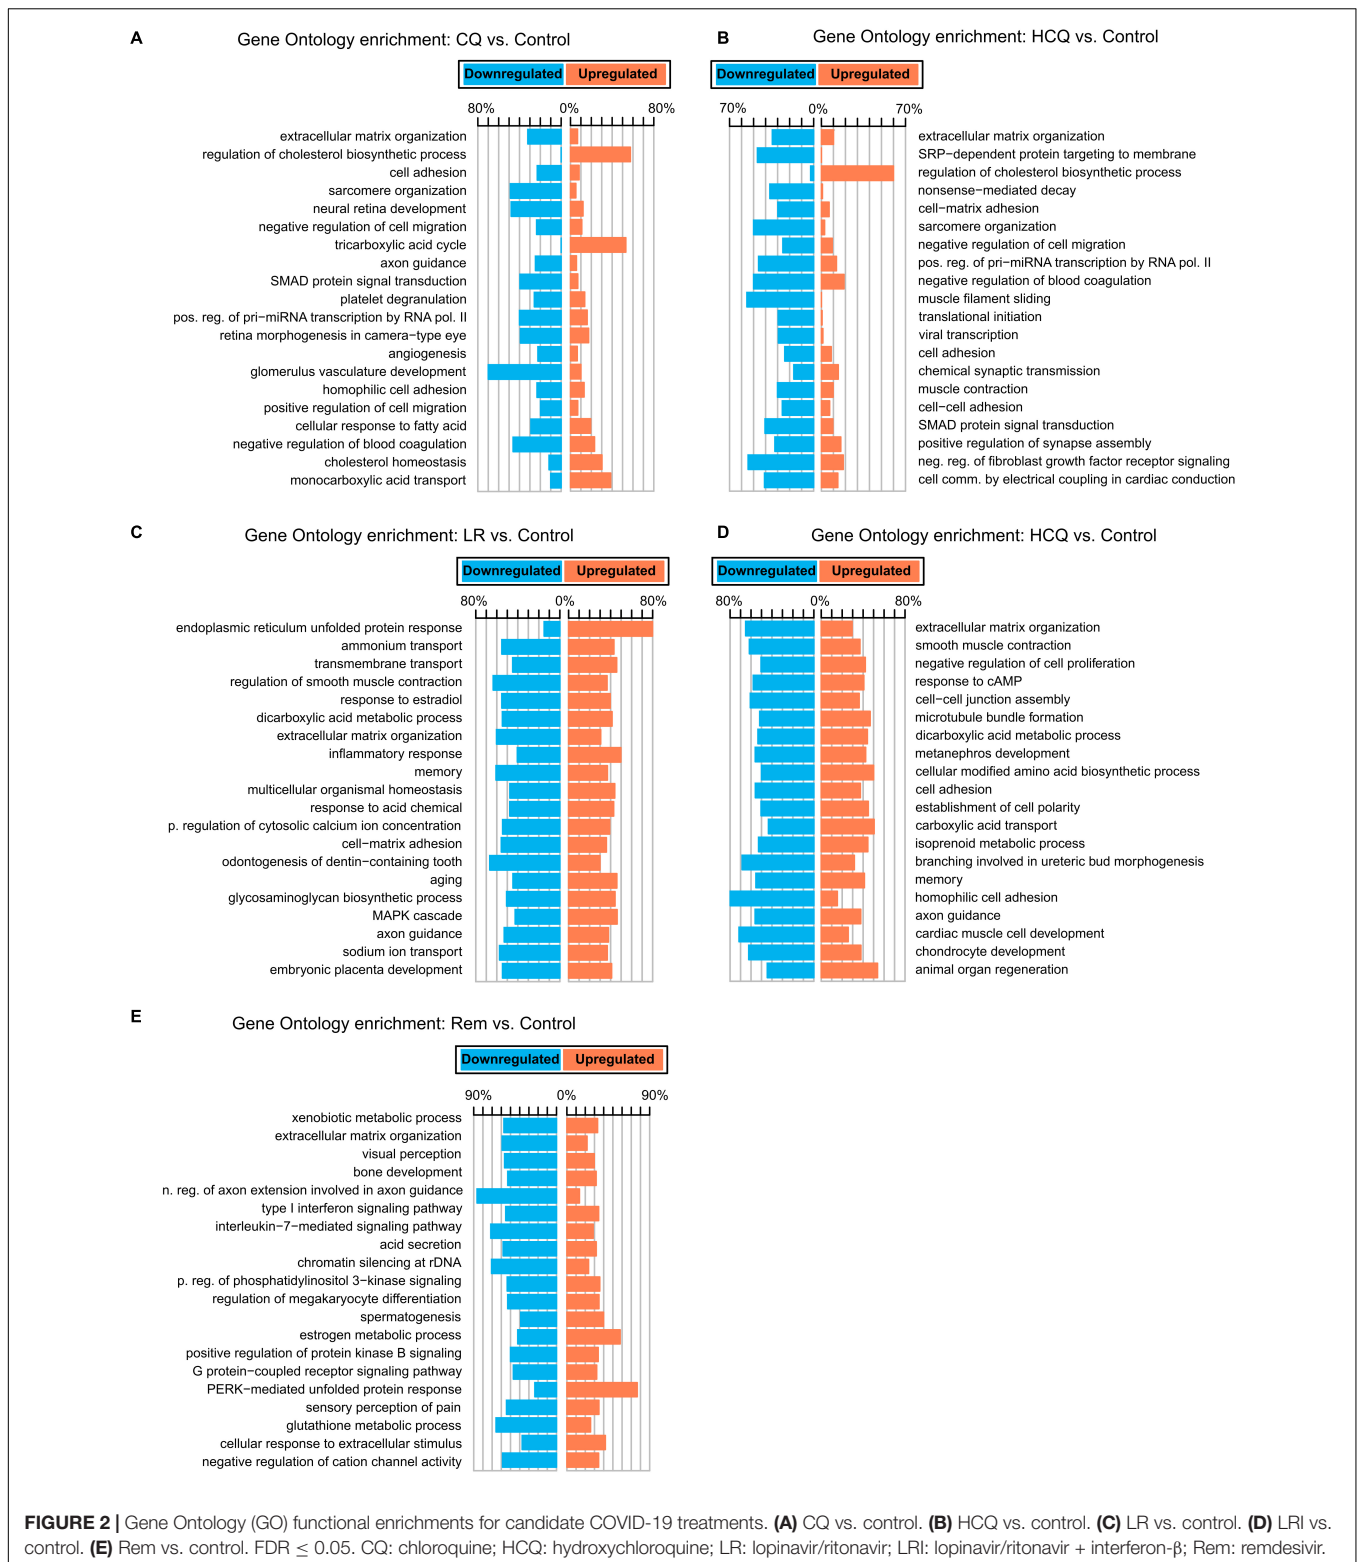 A
Gene Ontology enrichment: CQ vs. Control
Downregulated Upregulated
80% 0% 80%
extracellular matrix organization
regulation of cholesterol biosynthetic process
cell adhesion
sarcomere organization
neural retina development
negative regulation of cell migration
tricarboxylic acid cycle
axon guidance
SMAD protein signal transduction
platelet degranulation
pos. reg. of pri−miRNA transcription by RNA pol. II
retina morphogenesis in camera−type eye
angiogenesis
glomerulus vasculature development
homophilic cell adhesion
positive regulation of cell migration
cellular response to fatty acid
negative regulation of blood coagulation
cholesterol homeostasis
monocarboxylic acid transport
B
Gene Ontology enrichment: HCQ vs. Control
Downregulated Upregulated
70% 0% 70%
extracellular matrix organization
SRP−dependent protein targeting to membrane
regulation of cholesterol biosynthetic process
nonsense−mediated decay
cell−matrix adhesion
sarcomere organization
negative regulation of cell migration
pos. reg. of pri−miRNA transcription by RNA pol. II
negative regulation of blood coagulation
muscle filament sliding
translational initiation
viral transcription
cell adhesion
chemical synaptic transmission
muscle contraction
cell−cell adhesion
SMAD protein signal transduction
positive regulation of synapse assembly
neg. reg. of fibroblast growth factor receptor signaling
cell comm. by electrical coupling in cardiac conduction
C
Gene Ontology enrichment: LR vs. Control
Downregulated Upregulated
80% 0% 80%
endoplasmic reticulum unfolded protein response
ammonium transport
transmembrane transport
regulation of smooth muscle contraction
response to estradiol
dicarboxylic acid metabolic process
extracellular matrix organization
inflammatory response
memory
multicellular organismal homeostasis
response to acid chemical
p. regulation of cytosolic calcium ion concentration
cell−matrix adhesion
odontogenesis of dentin−containing tooth
aging
glycosaminoglycan biosynthetic process
MAPK cascade
axon guidance
sodium ion transport
embryonic placenta development
D
Gene Ontology enrichment: HCQ vs. Control
Downregulated Upregulated
80% 0% 80%
extracellular matrix organization
smooth muscle contraction
negative regulation of cell proliferation
response to cAMP
cell−cell junction assembly
microtubule bundle formation
dicarboxylic acid metabolic process
metanephros development
cellular modified amino acid biosynthetic process
cell adhesion
establishment of cell polarity
carboxylic acid transport
isoprenoid metabolic process
branching involved in ureteric bud morphogenesis
memory
homophilic cell adhesion
axon guidance
cardiac muscle cell development
chondrocyte development
animal organ regeneration
E
Gene Ontology enrichment: Rem vs. Control
Downregulated Upregulated
90% 0% 90%
xenobiotic metabolic process
extracellular matrix organization
visual perception
bone development
n. reg. of axon extension involved in axon guidance
type I interferon signaling pathway
interleukin−7−mediated signaling pathway
acid secretion
chromatin silencing at rDNA
p. reg. of phosphatidylinositol 3−kinase signaling
regulation of megakaryocyte differentiation
spermatogenesis
estrogen metabolic process
positive regulation of protein kinase B signaling
G protein−coupled receptor signaling pathway
PERK−mediated unfolded protein response
sensory perception of pain
glutathione metabolic process
cellular response to extracellular stimulus
negative regulation of cation channel activity
FIGURE 2 | Gene Ontology (GO) functional enrichments for candidate COVID-19 treatments. (A) CQ vs. control. (B) HCQ vs. control. (C) LR vs. control. (D) LRI vs.
control. (E) Rem vs. control. FDR ≤ 0.05. CQ: chloroquine; HCQ: hydroxychloroquine; LR: lopinavir/ritonavir; LRI: lopinavir/ritonavir + interferon-β; Rem: remdesivir.